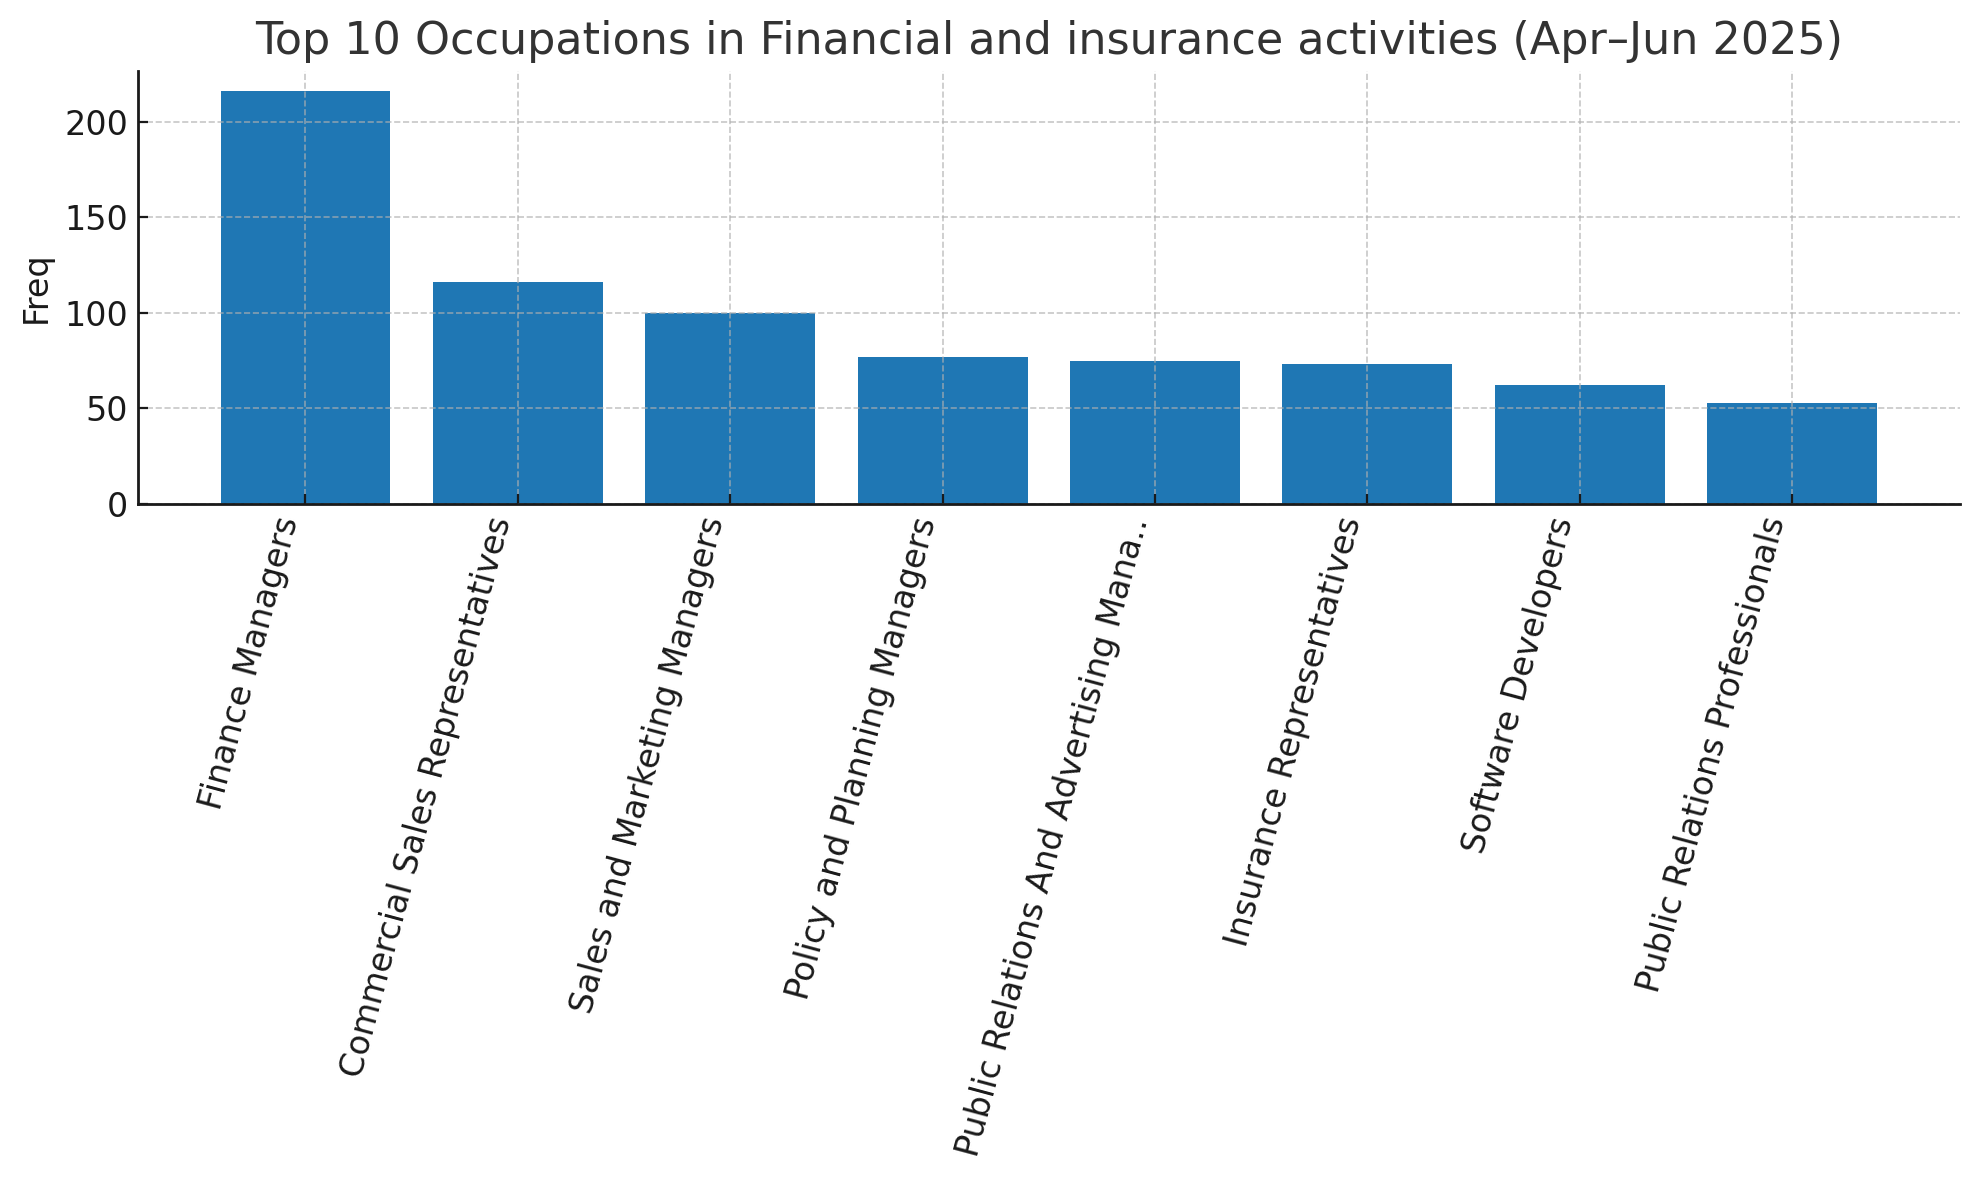 Top 10 Occupations in Financial and insurance activities (Apr–Jun 2025)
Freq
200
150
100
50
0
Finance Managers
Commercial Sales Representatives
Sales and Marketing Managers
Policy and Planning Managers
Public Relations And Advertising Mana..
Insurance Representatives
Software Developers
Public Relations Professionals